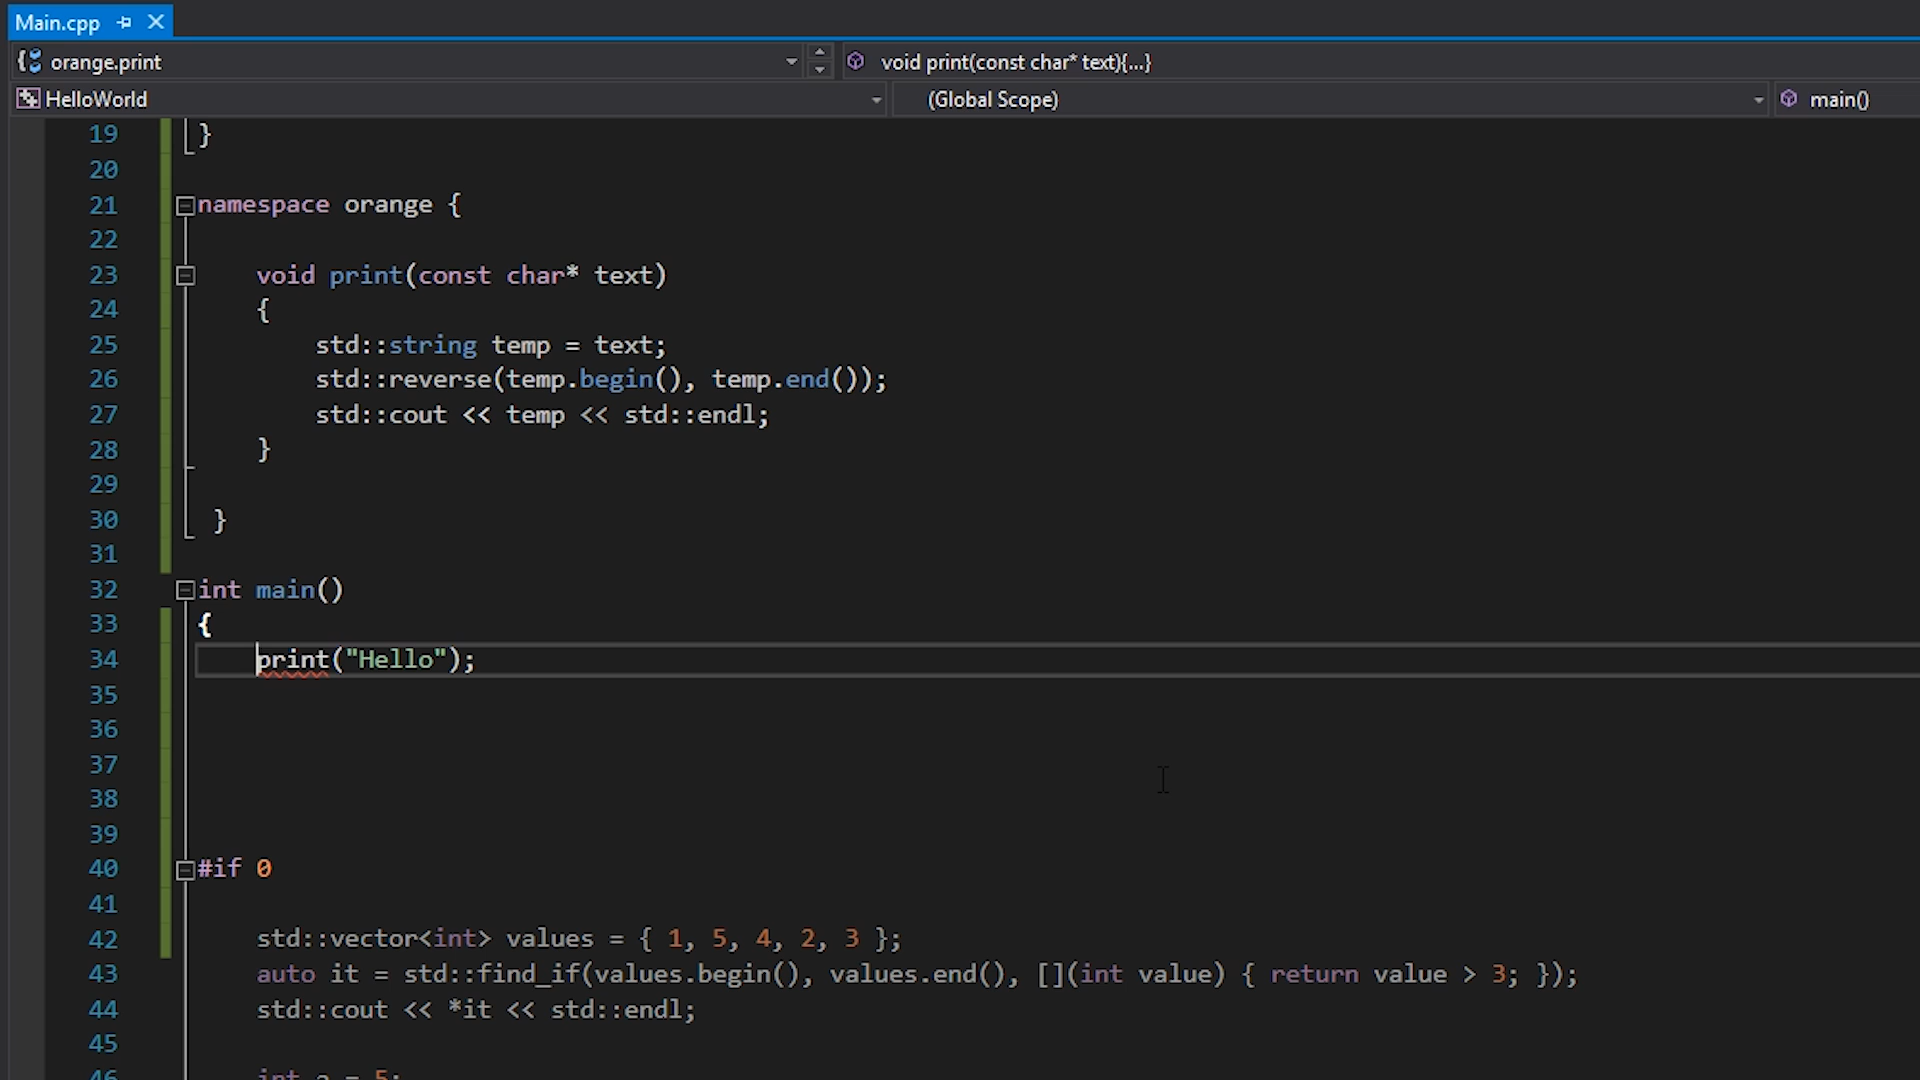 Main.cpp
orange.print void print(const char* text){...}
HelloWorld (Global Scope) main()
19 }
20
21 namespace orange {
22
23     void print(const char* text)
24     {
25         std::string temp = text;
26         std::reverse(temp.begin(), temp.end());
27         std::cout << temp << std::endl;
28     }
29
30  }
31
32 int main()
33 {
34     print("Hello");
35
36
37
38
39
40 #if 0
41
42     std::vector<int> values = { 1, 5, 4, 2, 3 };
43     auto it = std::find_if(values.begin(), values.end(), [](int value) { return value > 3; });
44     std::cout << *it << std::endl;
45
46     int a = 5;